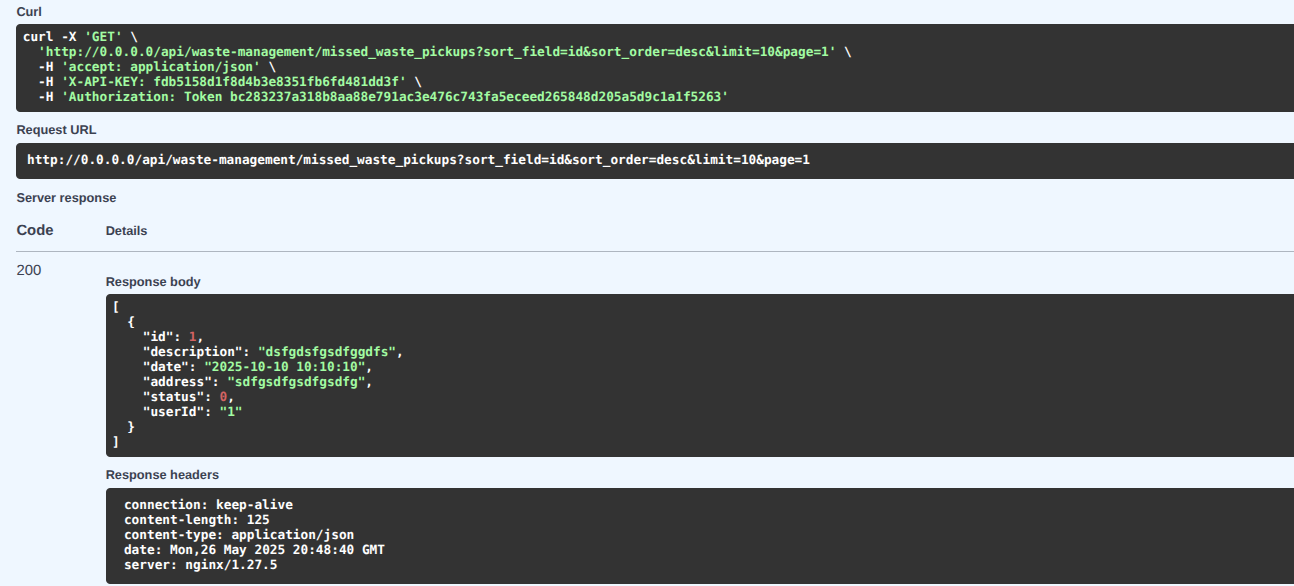 Curl
curl -X 'GET' \
  'http://0.0.0.0/api/waste-management/missed_waste_pickups?sort_field=id&sort_order=desc&limit=10&page=1' \
  -H 'accept: application/json' \
  -H 'X-API-KEY: fdb5158d1f8d4b3e8351fb6fd481dd3f' \
  -H 'Authorization: Token bc283237a318b8aa88e791ac3e476c743fa5eceed265848d205a5d9c1a1f5263'
Request URL
http://0.0.0.0/api/waste-management/missed_waste_pickups?sort_field=id&sort_order=desc&limit=10&page=1
Server response
Code Details
200
Response body
[
  {
    "id": 1,
    "description": "dsfgdsfgsdfggdfs",
    "date": "2025-10-10 10:10:10",
    "address": "sdfgsdfgsdfgsdfg",
    "status": 0,
    "userId": "1"
  }
]
Response headers
connection: keep-alive
content-length: 125
content-type: application/json
date: Mon,26 May 2025 20:48:40 GMT
server: nginx/1.27.5